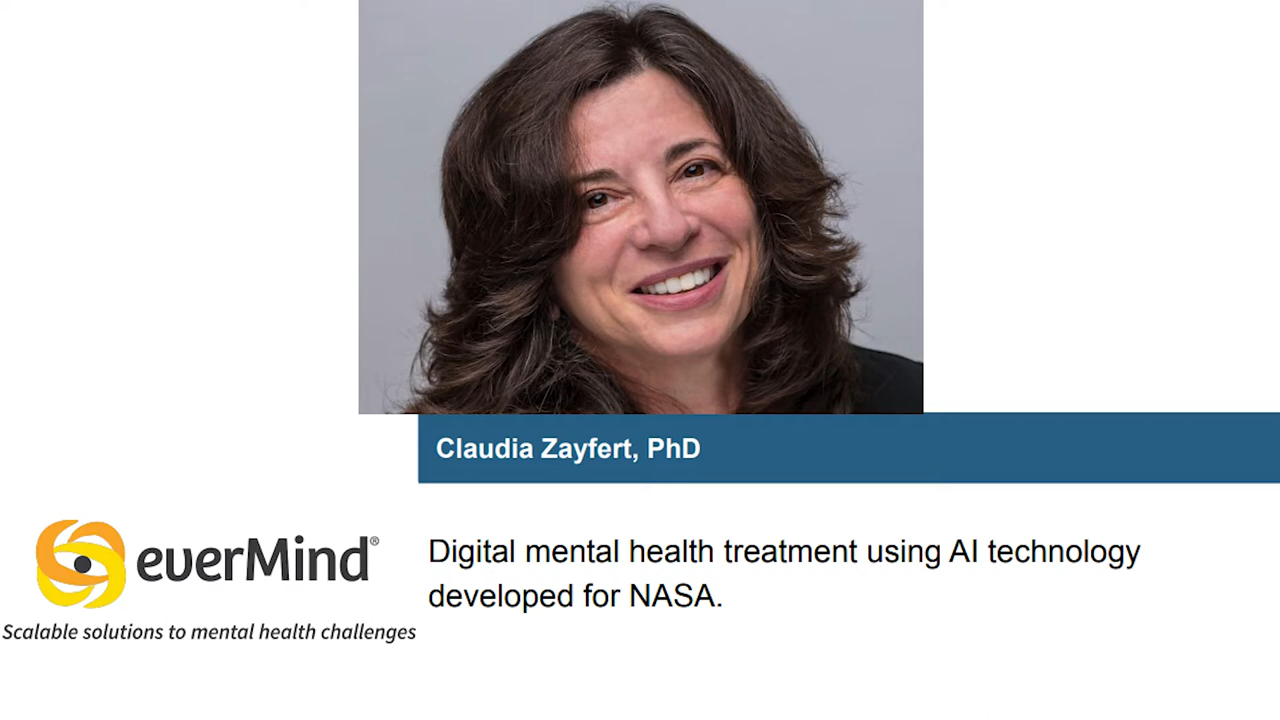 Claudia Zayfert, PhD
everMind®
Scalable solutions to mental health challenges
Digital mental health treatment using AI technology
developed for NASA.